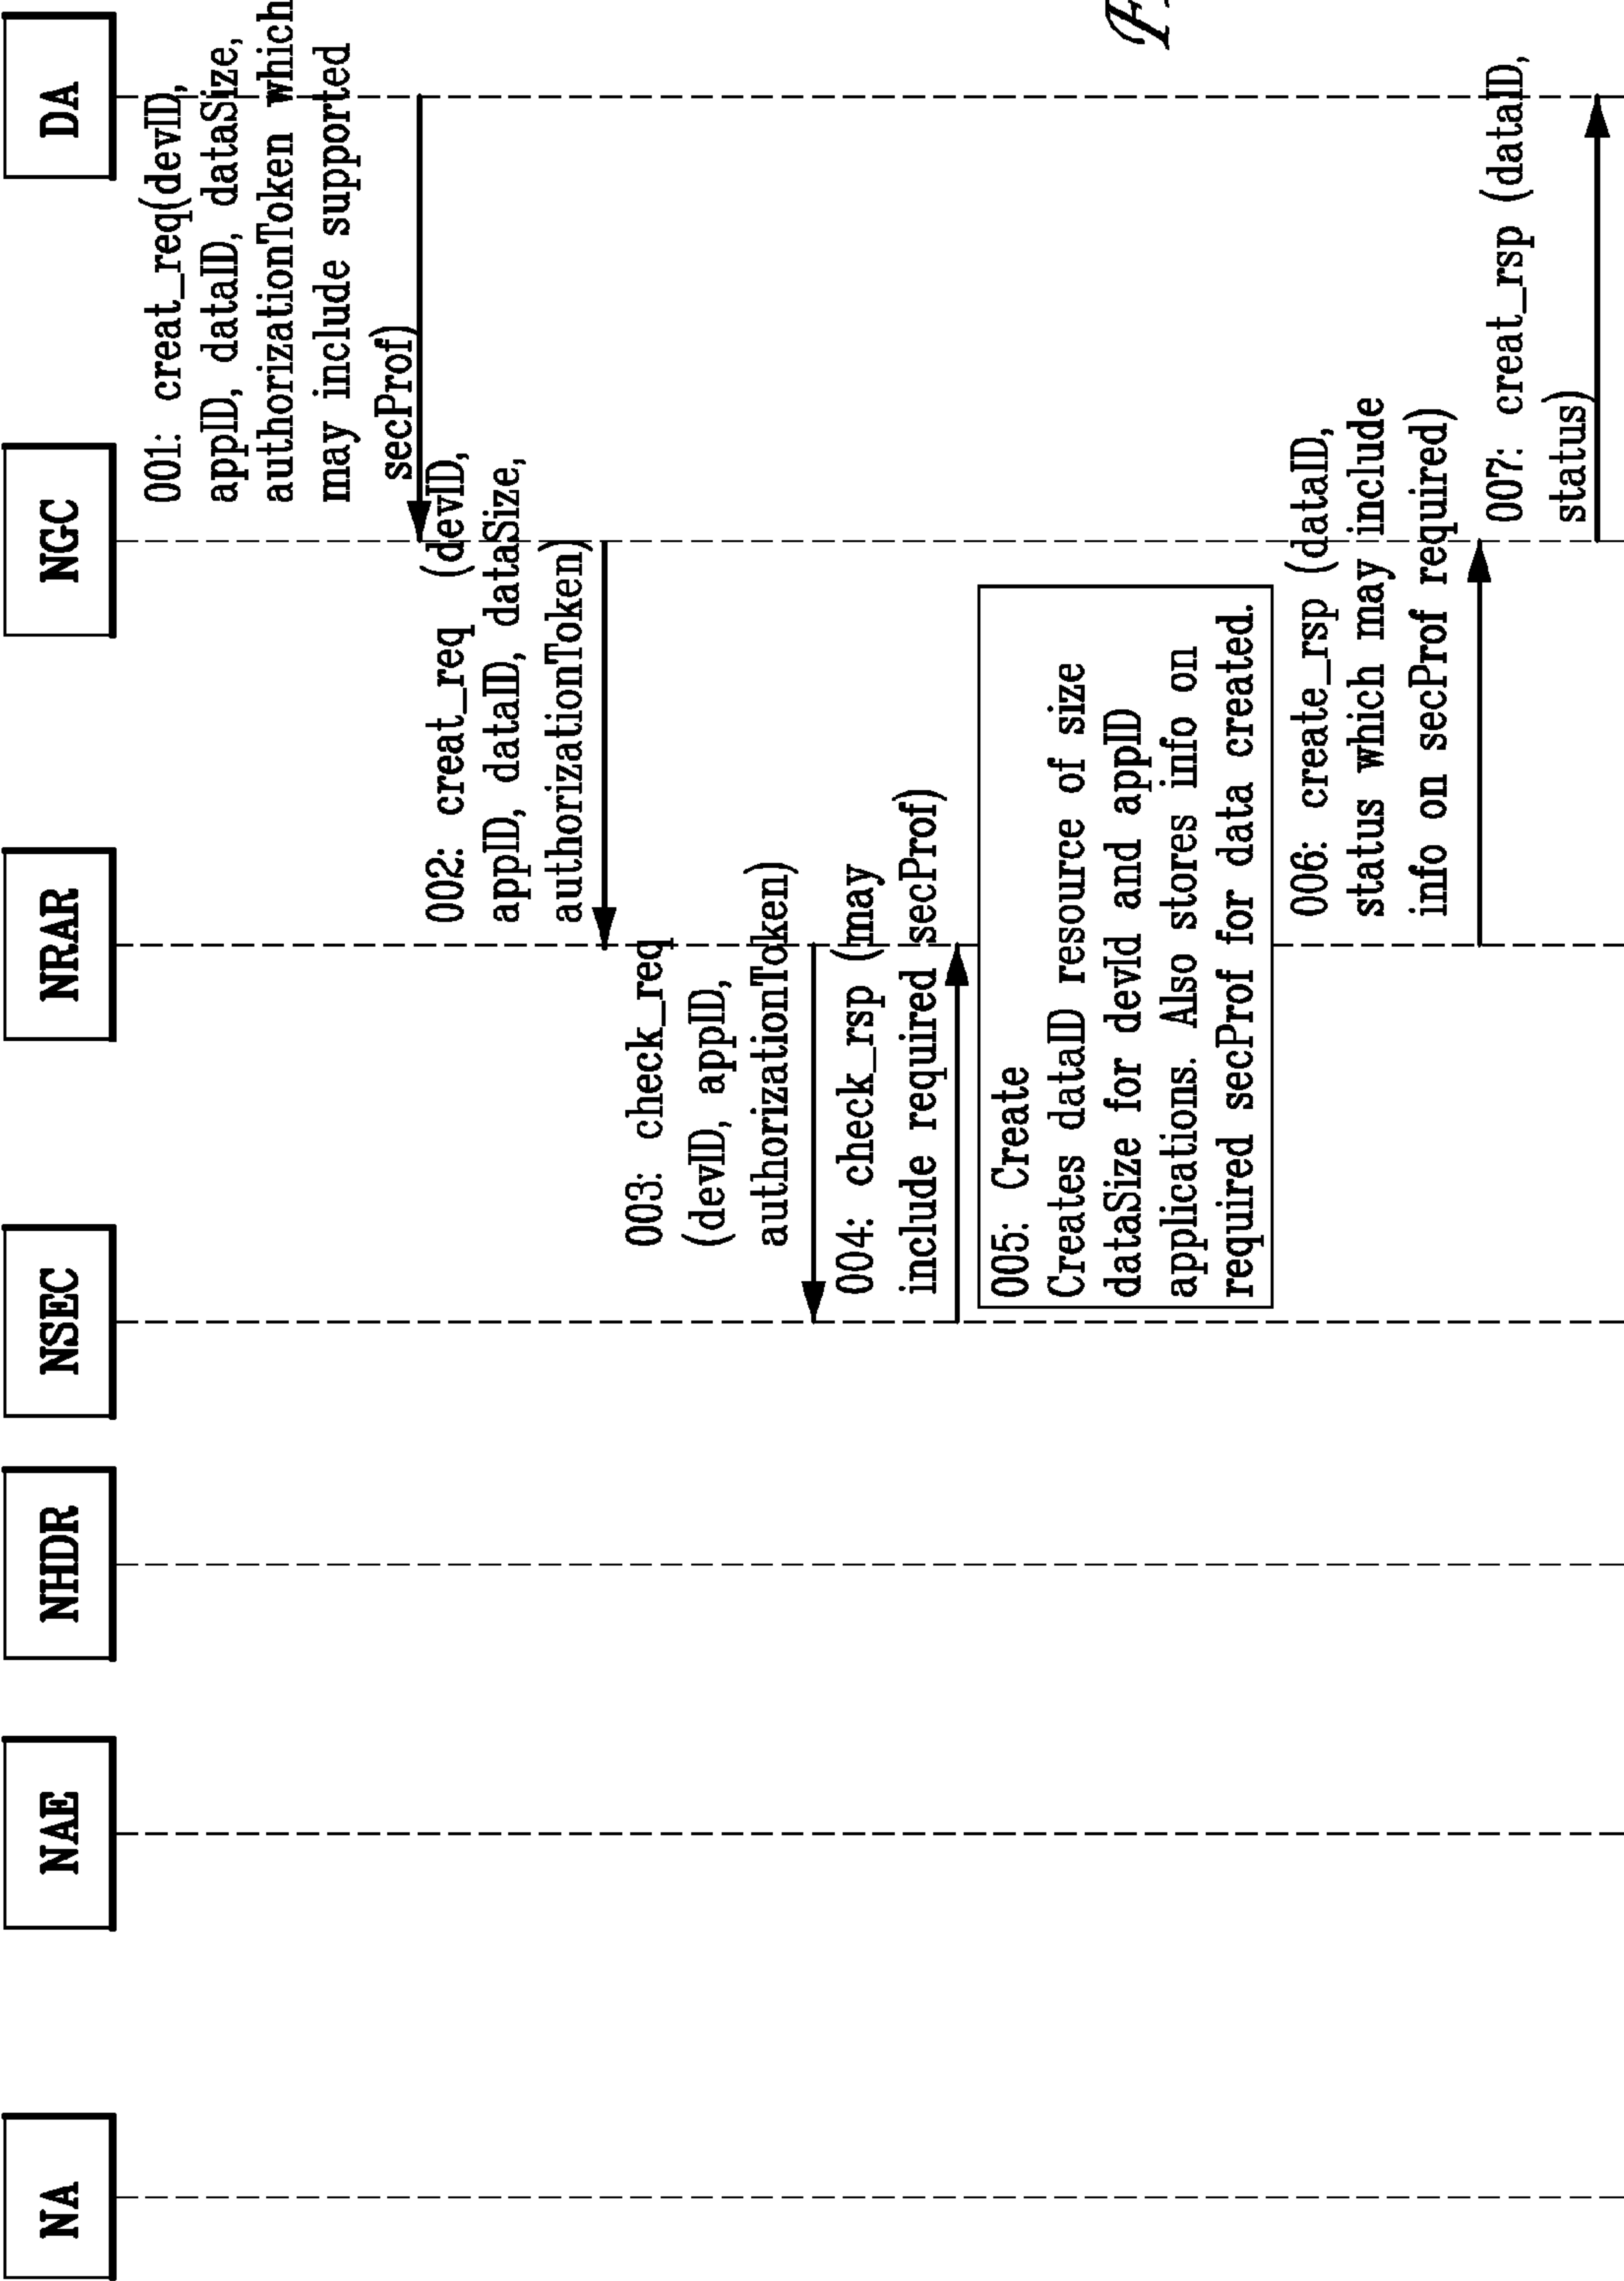 NA
NAE
NHDR
NSEC
NRAR
NGC
DA
001: creat_req(devID,
appID, dataID, dataSize,
authorizationToken which
may include supported
secProf)
002: creat_req (devID,
appID, dataID, dataSize,
authorizationToken)
003: check_req
(devID, appID,
authorizationToken)
004: check_rsp (may
include required secProf)
005: Create
Creates dataID resource of size
dataSize for devId and appID
applications. Also stores info on
required secProf for data created.
006: create_rsp (dataID,
status which may include
info on secProf required)
007: creat_rsp (dataID,
status)